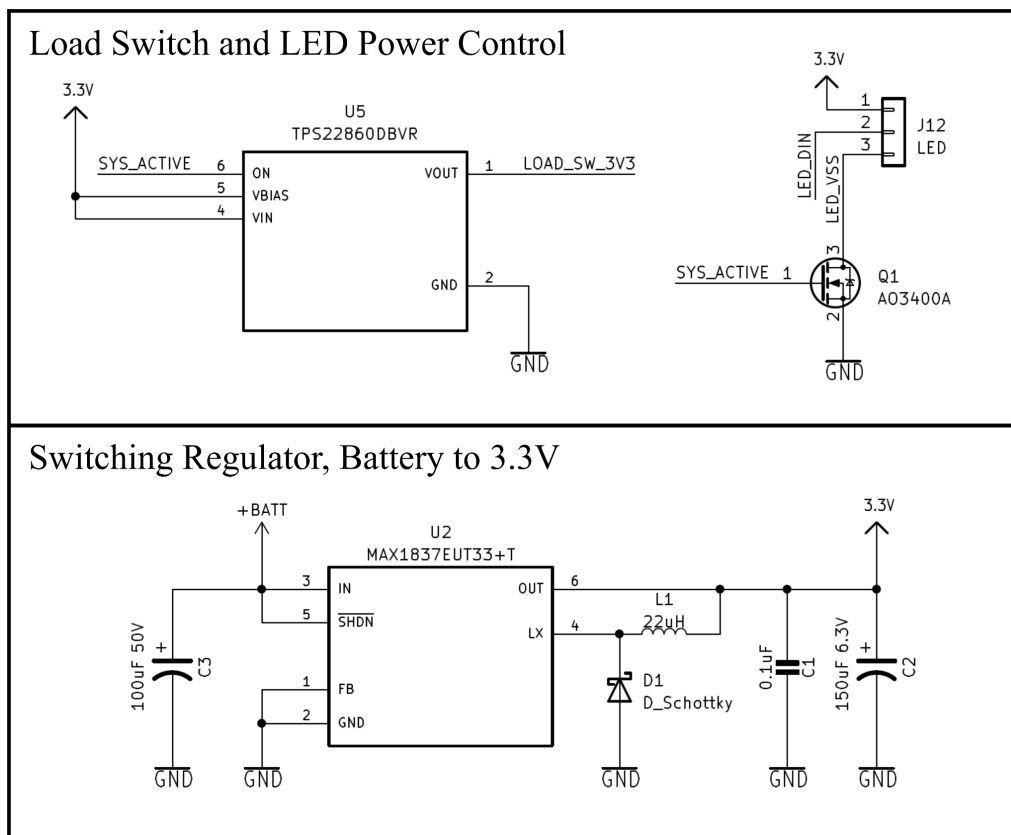 Load Switch and LED Power Control
3.3V
U5
TPS22860DBVR
SYS_ACTIVE 6 ON
5 VBIAS
4 VIN
VOUT 1 LOAD_SW_3V3
GND 2
GND
3.3V
1
2
3
J12
LED
LED_DIN
LED_VSS
3
SYS_ACTIVE 1
Q1
AO3400A
2
GND
Switching Regulator, Battery to 3.3V
+BATT
U2
MAX1837EUT33+T
3 IN
5 SHDN
1 FB
2 GND
OUT 6
LX 4
L1
22uH
3.3V
100uF 50V
+
C3
D1
D_Schottky
0.1uF
C1
150uF 6.3V
+
C2
GND
GND
GND
GND
GND